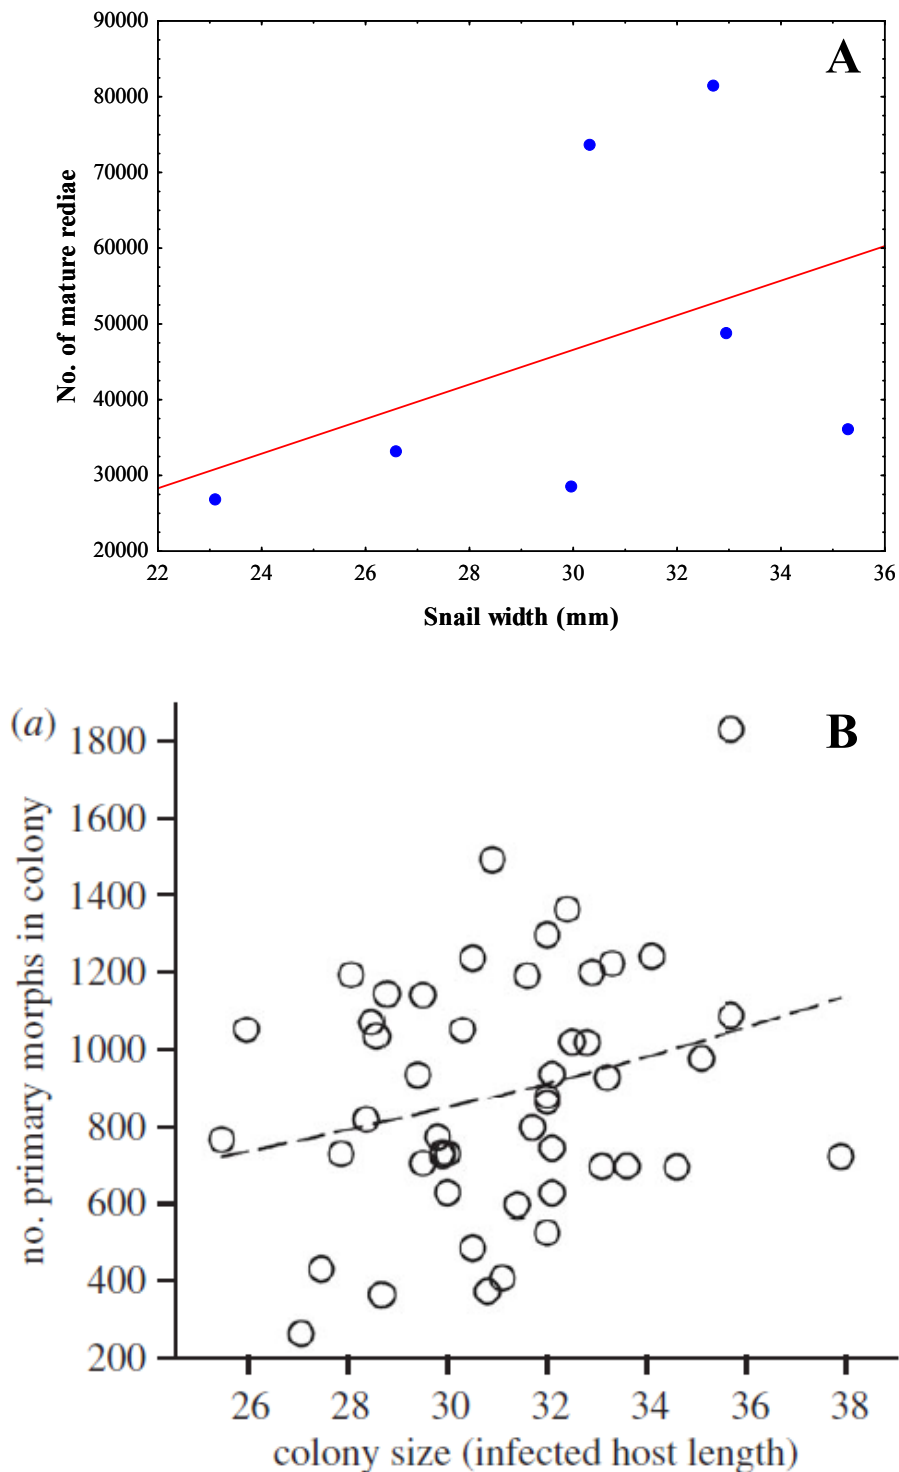 A
90000
80000
70000
60000
50000
40000
30000
20000
No. of mature rediae
22 24 26 28 30 32 34 36
Snail width (mm)
(a)
B
1800
1600
1400
1200
1000
800
600
400
200
no. primary morphs in colony
26 28 30 32 34 36 38
colony size (infected host length)